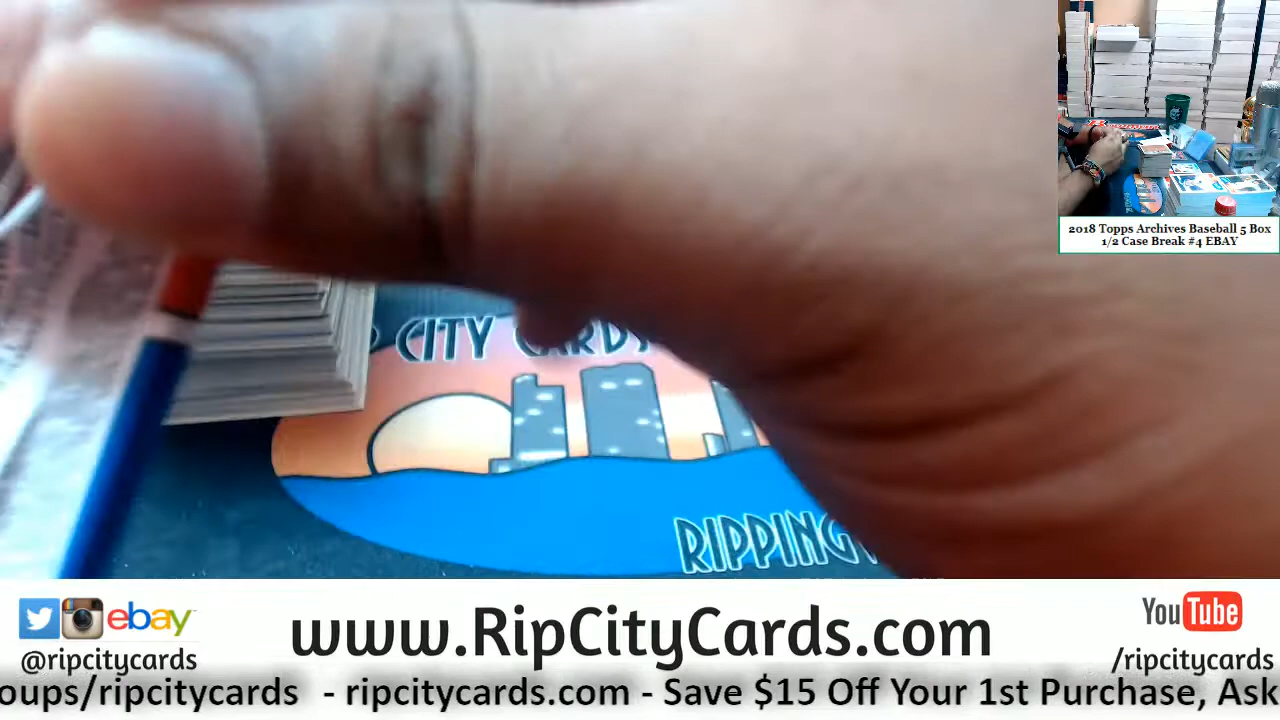 2018 Topps Archives Baseball 5 Box
1/2 Case Break #4 EBAY
CITY CARDS
RIPPING
ebay
www.RipCityCards.com
YouTube
@ripcitycards
/ripcitycards
oups/ripcitycards - ripcitycards.com - Save $15 Off Your 1st Purchase, Ask